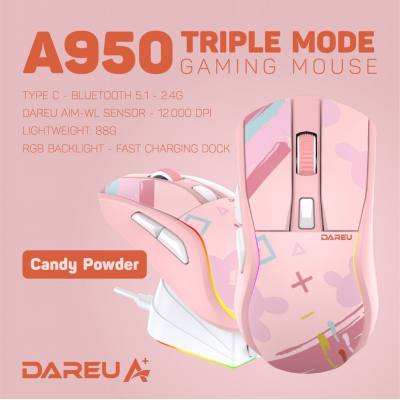 A950 TRIPLE MODE
GAMING MOUSE
TYPE C - BLUETOOTH 5.1 - 2.4G
DAREU AIM-WL SENSOR - 12.000 DPI
LIGHTWEIGHT: 88G
RGB BACKLIGHT - FAST CHARGING DOCK
DAREU
Candy Powder
DAREU A+